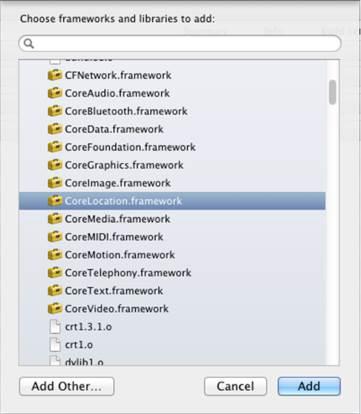 Choose frameworks and libraries to add:
CFNetwork.framework
CoreAudio.framework
CoreBluetooth.framework
CoreData.framework
CoreFoundation.framework
CoreGraphics.framework
CoreImage.framework
CoreLocation.framework
CoreMedia.framework
CoreMIDI.framework
CoreMotion.framework
CoreTelephony.framework
CoreText.framework
CoreVideo.framework
crt1.3.1.o
crt1.o
dylib1.o
Add Other... Cancel Add